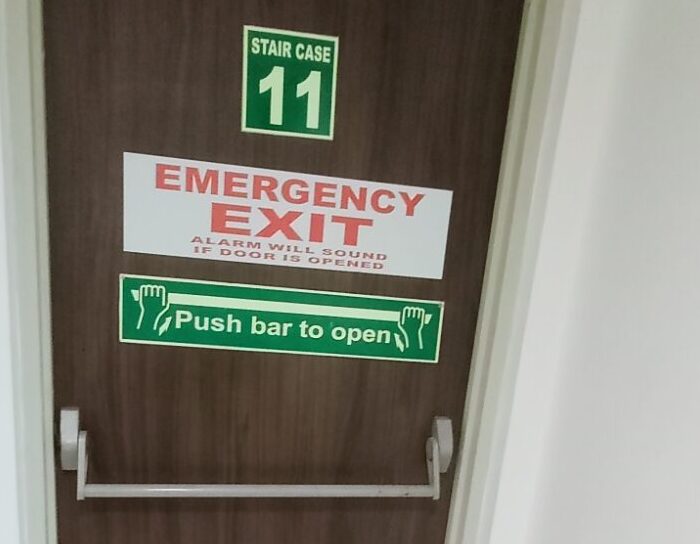 STAIR CASE
11
EMERGENCY
EXIT
ALARM WILL SOUND
IF DOOR IS OPENED
Push bar to open